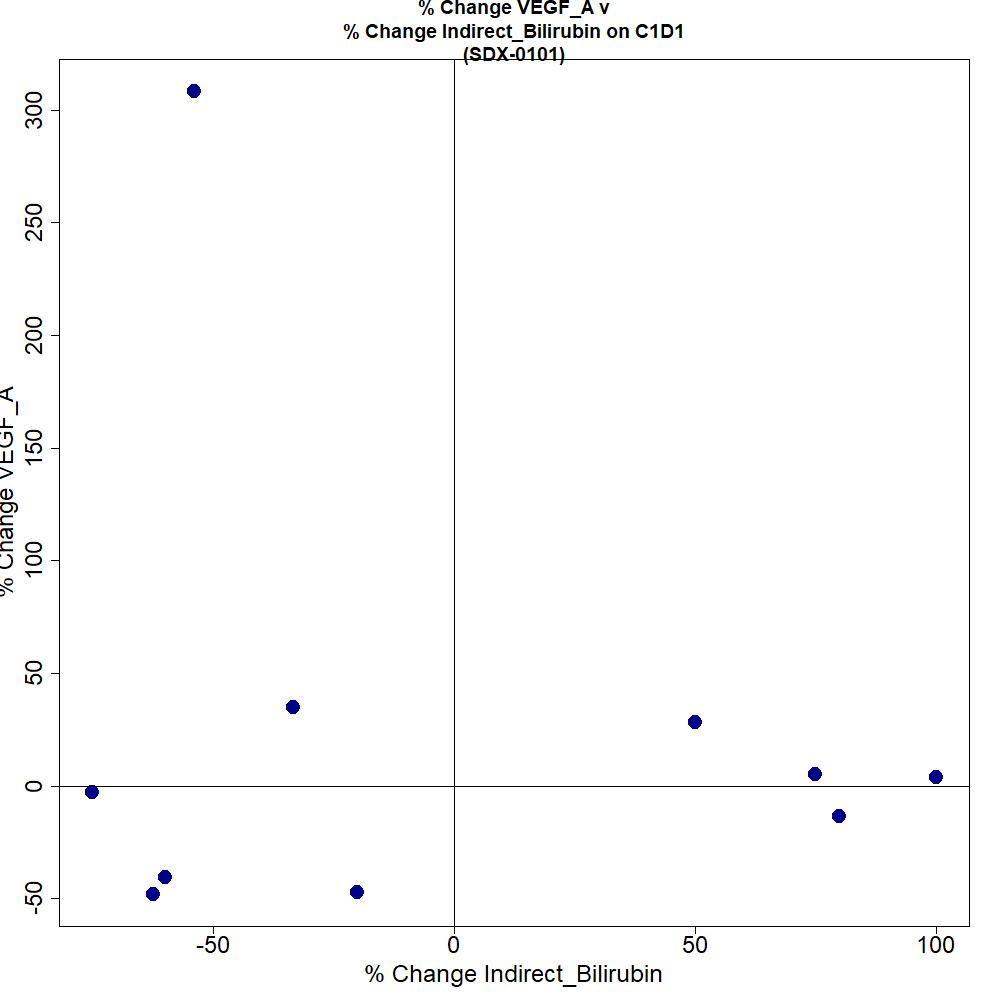 % Change VEGF_A v
% Change Indirect_Bilirubin on C1D1
(SDX-0101)
% Change VEGF_A
300
250
200
150
100
50
0
-50
-50
0
50
100
% Change Indirect_Bilirubin